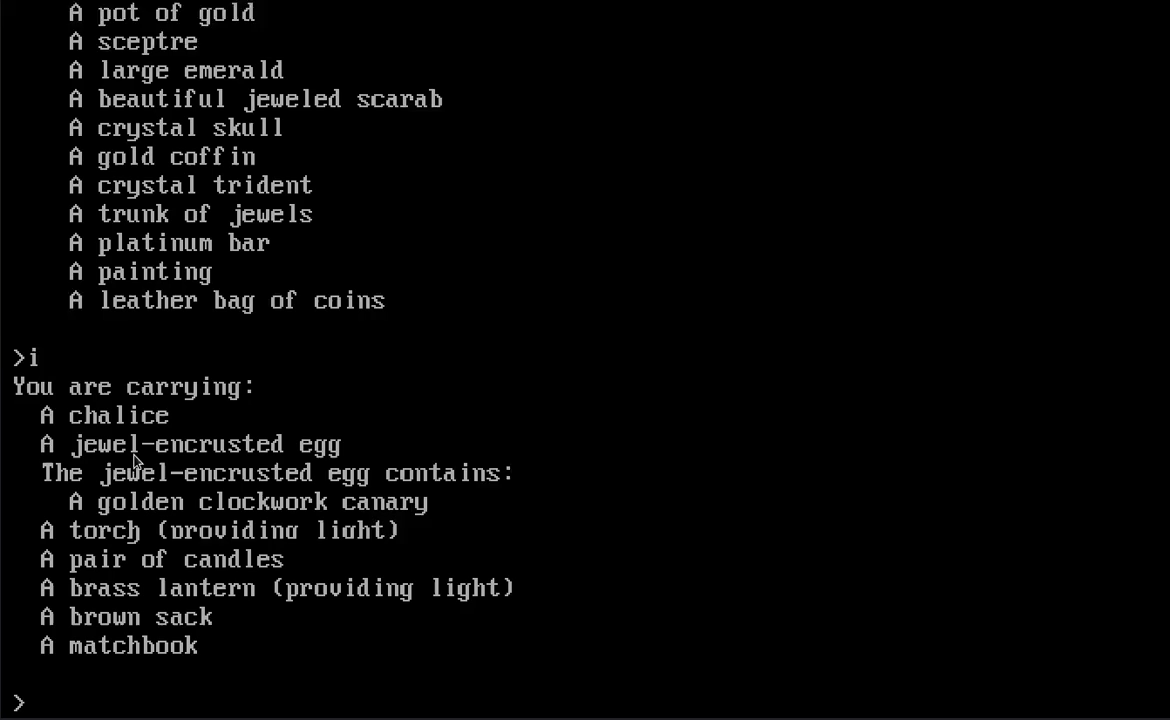 A pot of gold
A sceptre
A large emerald
A beautiful jeweled scarab
A crystal skull
A gold coffin
A crystal trident
A trunk of jewels
A platinum bar
A painting
A leather bag of coins
>i
You are carrying:
A chalice
A jewel-encrusted egg
The jewel-encrusted egg contains:
A golden clockwork canary
A torch (providing light)
A pair of candles
A brass lantern (providing light)
A brown sack
A matchbook
>